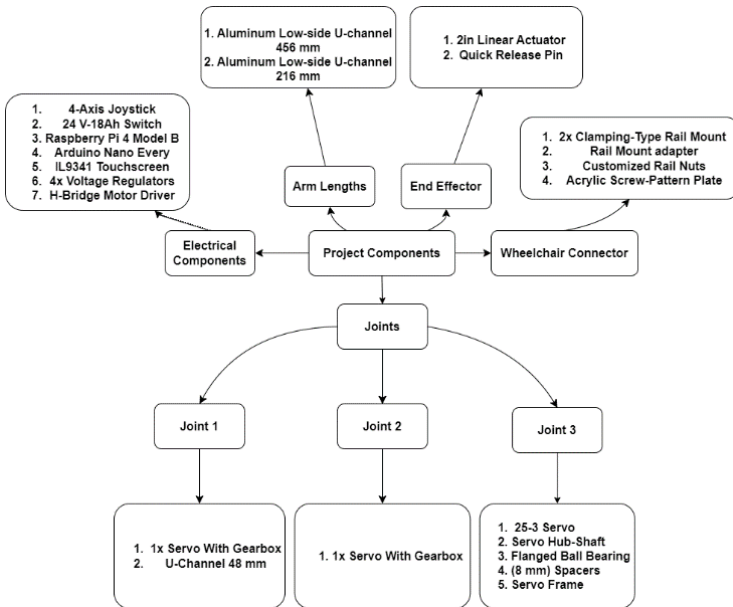 1. Aluminum Low-side U-channel
456 mm
2. Aluminum Low-side U-channel
216 mm
1. 2in Linear Actuator
2. Quick Release Pin
1. 4-Axis Joystick
2. 24 V-18Ah Switch
3. Raspberry Pi 4 Model B
4. Arduino Nano Every
5. IL9341 Touchscreen
6. 4x Voltage Regulators
7. H-Bridge Motor Driver
1. 2x Clamping-Type Rail Mount
2. Rail Mount adapter
3. Customized Rail Nuts
4. Acrylic Screw-Pattern Plate
Arm Lengths
End Effector
Electrical
Components
Project Components
Wheelchair Connector
Joints
Joint 1
Joint 2
Joint 3
1. 1x Servo With Gearbox
2. U-Channel 48 mm
1. 1x Servo With Gearbox
1. 25-3 Servo
2. Servo Hub-Shaft
3. Flanged Ball Bearing
4. (8 mm) Spacers
5. Servo Frame